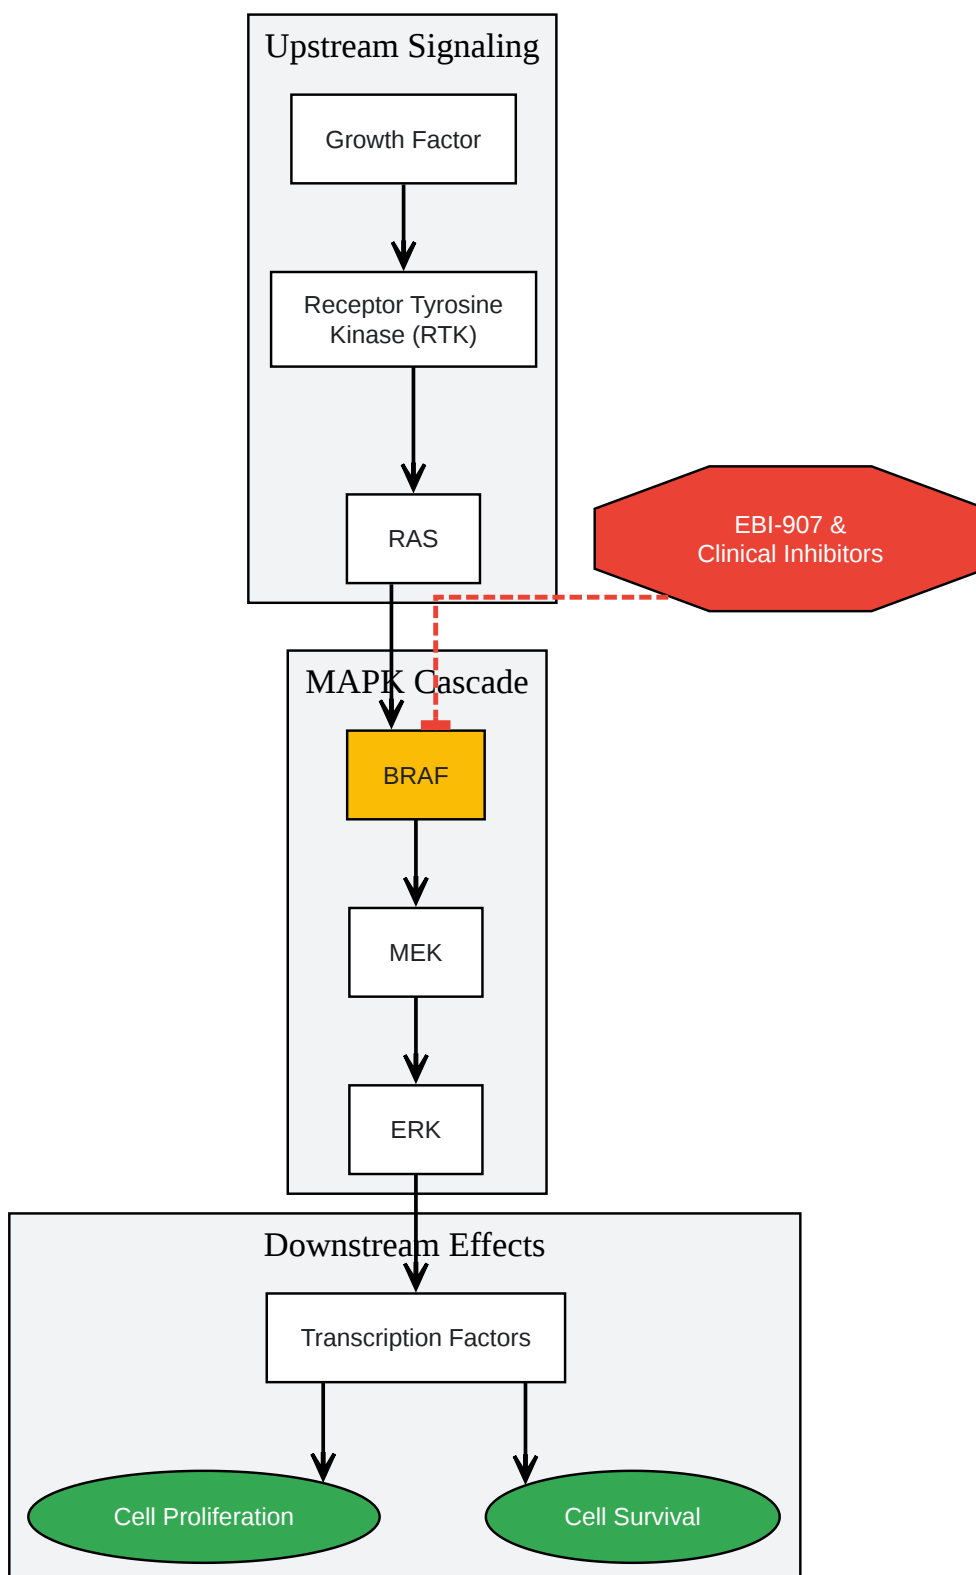 Upstream Signaling
Growth Factor
Receptor Tyrosine
Kinase (RTK)
RAS
EBI-907 &
Clinical Inhibitors
MAPK Cascade
BRAF
MEK
ERK
Downstream Effects
Transcription Factors
Cell Proliferation
Cell Survival